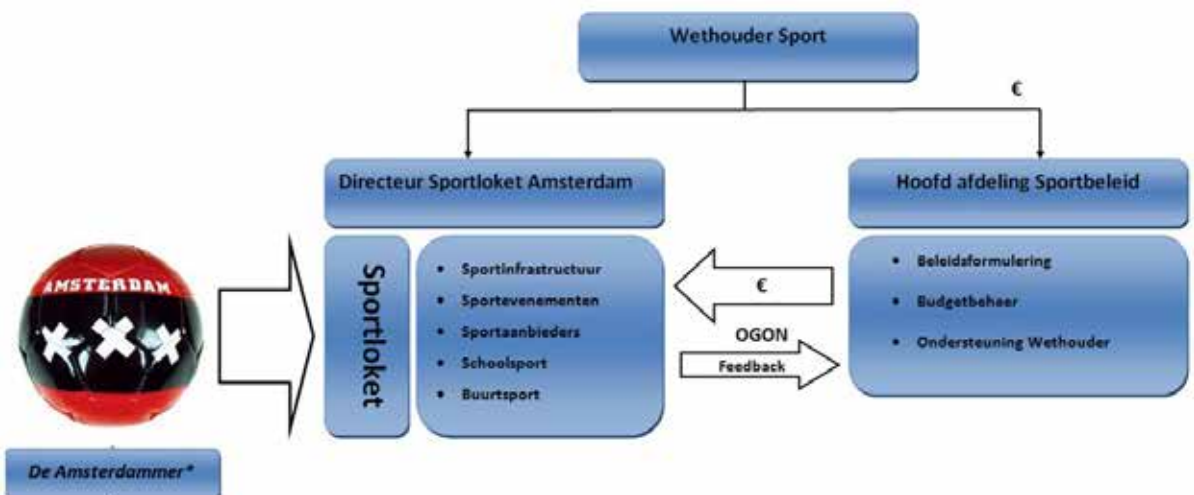 Wethouder Sport
€
Directeur Sportloket Amsterdam
Hoofd afdeling Sportbeleid
AMSTERDAM
Sportloket
• Sportinfrastructuur
• Sportevenementen
• Sportaanbieders
• Schoolsport
• Buurtsport
€
OGON
Feedback
• Beleidsformulering
• Budgetbeheer
• Ondersteuning Wethouder
De Amsterdammer*